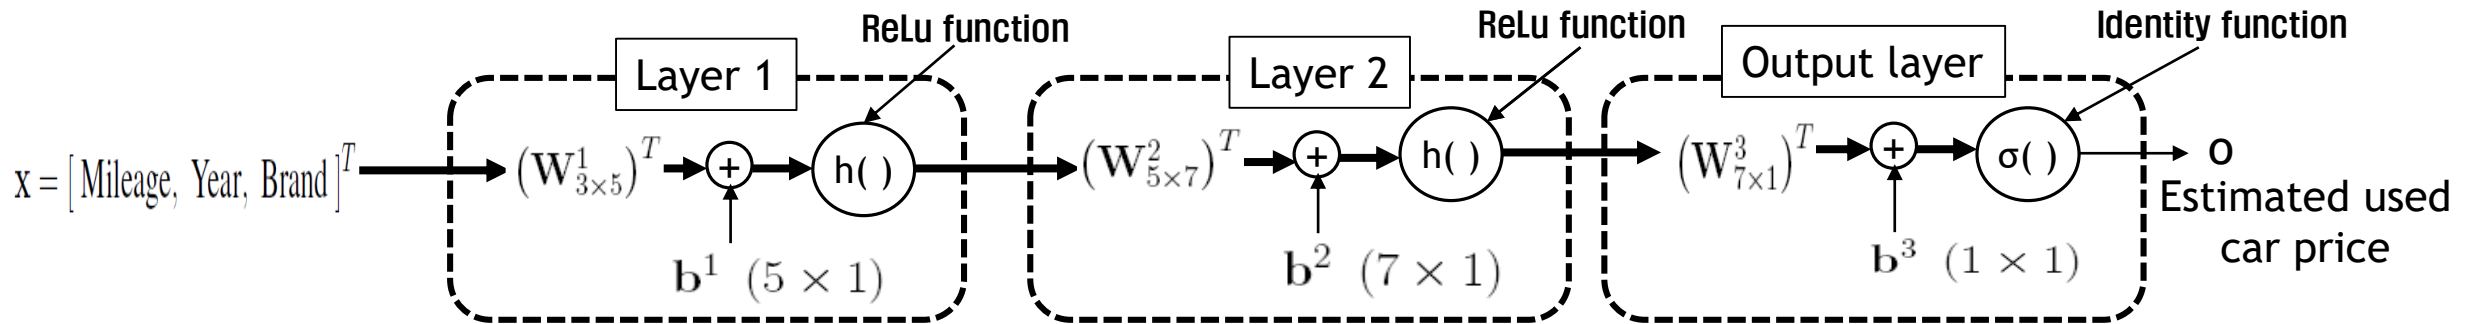 ReLu function
ReLu function
Identity function
Layer 1
Layer 2
Output layer
x = [ Mileage, Year, Brand ]^T
(W^1_{3×5})^T
+
h( )
(W^2_{5×7})^T
+
h( )
(W^3_{7×1})^T
+
σ( )
o
Estimated used
car price
b^1 (5 × 1)
b^2 (7 × 1)
b^3 (1 × 1)